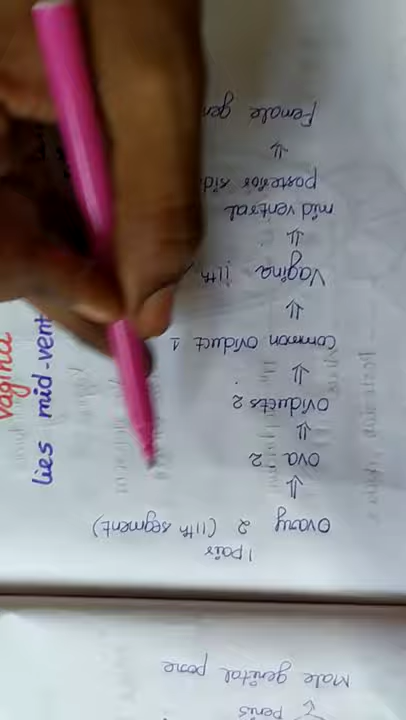 1 pair
Ovary 2 (11th segment)
⇓
ova 2
⇓
oviducts 2
⇓
Common oviduct 1
⇓
Vagina 11th
⇓
mid ventral
posterior sid
⇓
Female gen
Vagina
lies mid-vent
Penis
↓
Male genital pore